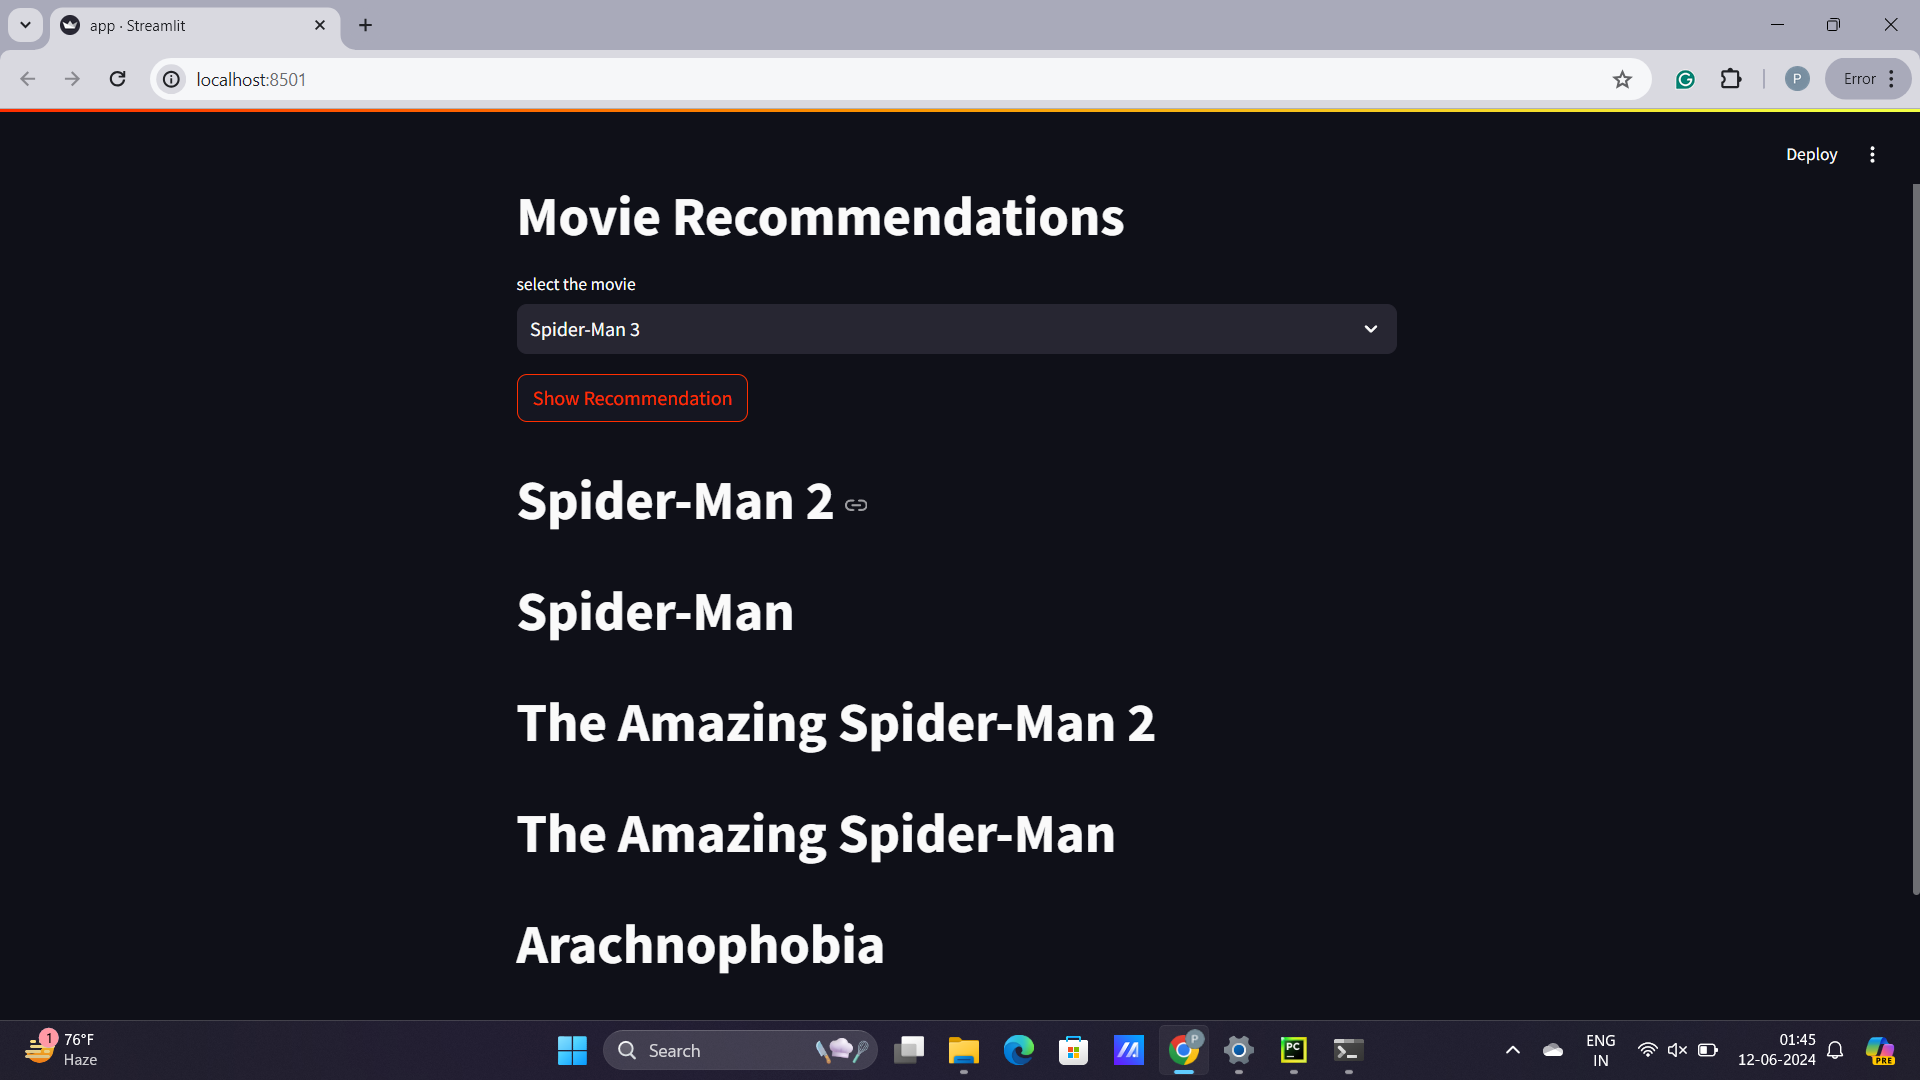 app · Streamlit
localhost:8501
P
Error
Deploy
Movie Recommendations
select the movie
Spider-Man 3
Show Recommendation
Spider-Man 2
Spider-Man
The Amazing Spider-Man 2
The Amazing Spider-Man
Arachnophobia
1
76°F
Haze
Search
P
PC
PRE
ENG
IN
01:45
12-06-2024